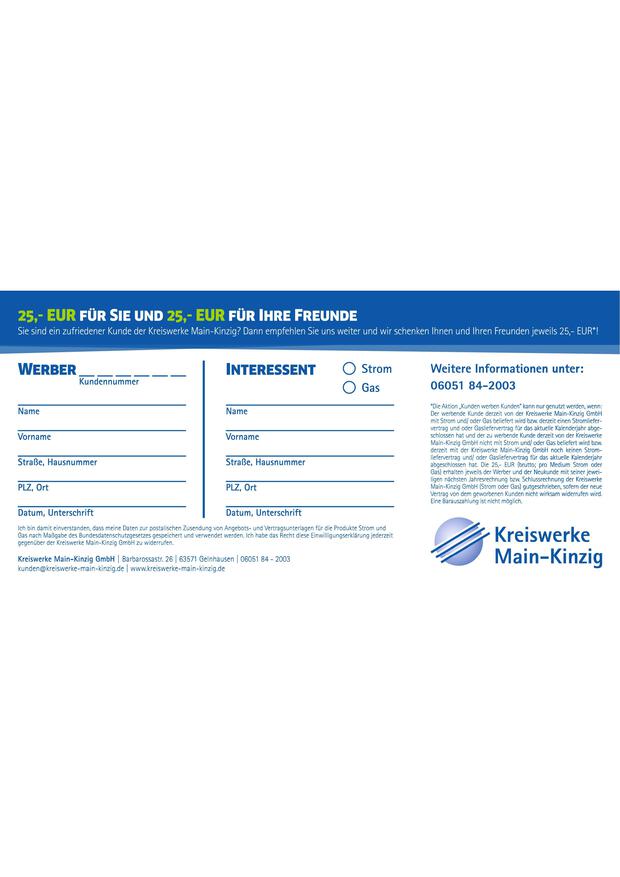 25,- EUR FÜR SIE UND 25,- EUR FÜR IHRE FREUNDE
Sie sind ein zufriedener Kunde der Kreiswerke Main-Kinzig? Dann empfehlen Sie uns weiter und wir schenken Ihnen und Ihren Freunden jeweils 25,- EUR*!
WERBER __ __ __ __ __ __
Kundennummer
Name
Vorname
Straße, Hausnummer
PLZ, Ort
Datum, Unterschrift
INTERESSENT
Strom
Gas
Name
Vorname
Straße, Hausnummer
PLZ, Ort
Datum, Unterschrift
Ich bin damit einverstanden, dass meine Daten zur postalischen Zusendung von Angebots- und Vertragsunterlagen für die Produkte Strom und
Gas nach Maßgabe des Bundesdatenschutzgesetzes gespeichert und verwendet werden. Ich habe das Recht diese Einwilligungserklärung jederzeit
gegenüber der Kreiswerke Main-Kinzig GmbH zu widerrufen.
Kreiswerke Main-Kinzig GmbH | Barbarossastr. 26 | 63571 Gelnhausen | 06051 84 - 2003
kunden@kreiswerke-main-kinzig.de | www.kreiswerke-main-kinzig.de
Weitere Informationen unter:
06051 84-2003
*Die Aktion „Kunden werben Kunden" kann nur genutzt werden, wenn:
Der werbende Kunde derzeit von der Kreiswerke Main-Kinzig GmbH
mit Strom und/ oder Gas beliefert wird bzw. derzeit einen Stromliefer-
vertrag und oder Gasliefervertrag für das aktuelle Kalenderjahr abge-
schlossen hat und der zu werbende Kunde derzeit von der Kreiswerke
Main-Kinzig GmbH nicht mit Strom und/ oder Gas beliefert wird bzw.
derzeit mit der Kreiswerke Main-Kinzig GmbH noch keinen Strom-
liefervertrag und/ oder Gasliefervertrag für das aktuelle Kalenderjahr
abgeschlossen hat. Die 25,- EUR (brutto; pro Medium Strom oder
Gas) erhalten jeweils der Werber und der Neukunde mit seiner jewei-
ligen nächsten Jahresrechnung bzw. Schlussrechnung der Kreiswerke
Main-Kinzig GmbH (Strom oder Gas) gutgeschrieben, sofern der neue
Vertrag von dem geworbenen Kunden nicht wirksam widerrufen wird.
Eine Barauszahlung ist nicht möglich.
Kreiswerke
Main-Kinzig